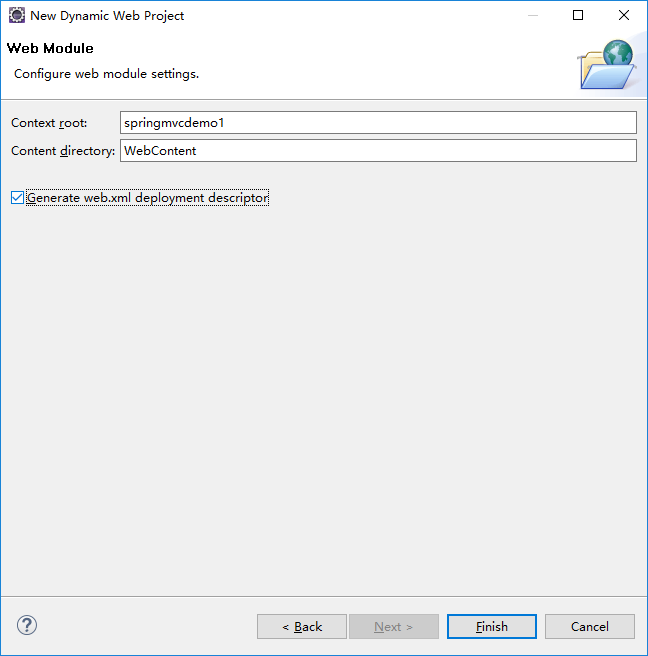 New Dynamic Web Project
Web Module
Configure web module settings.
Context root: springmvcdemo1
Content directory: WebContent
Generate web.xml deployment descriptor
? < Back Next > Finish Cancel